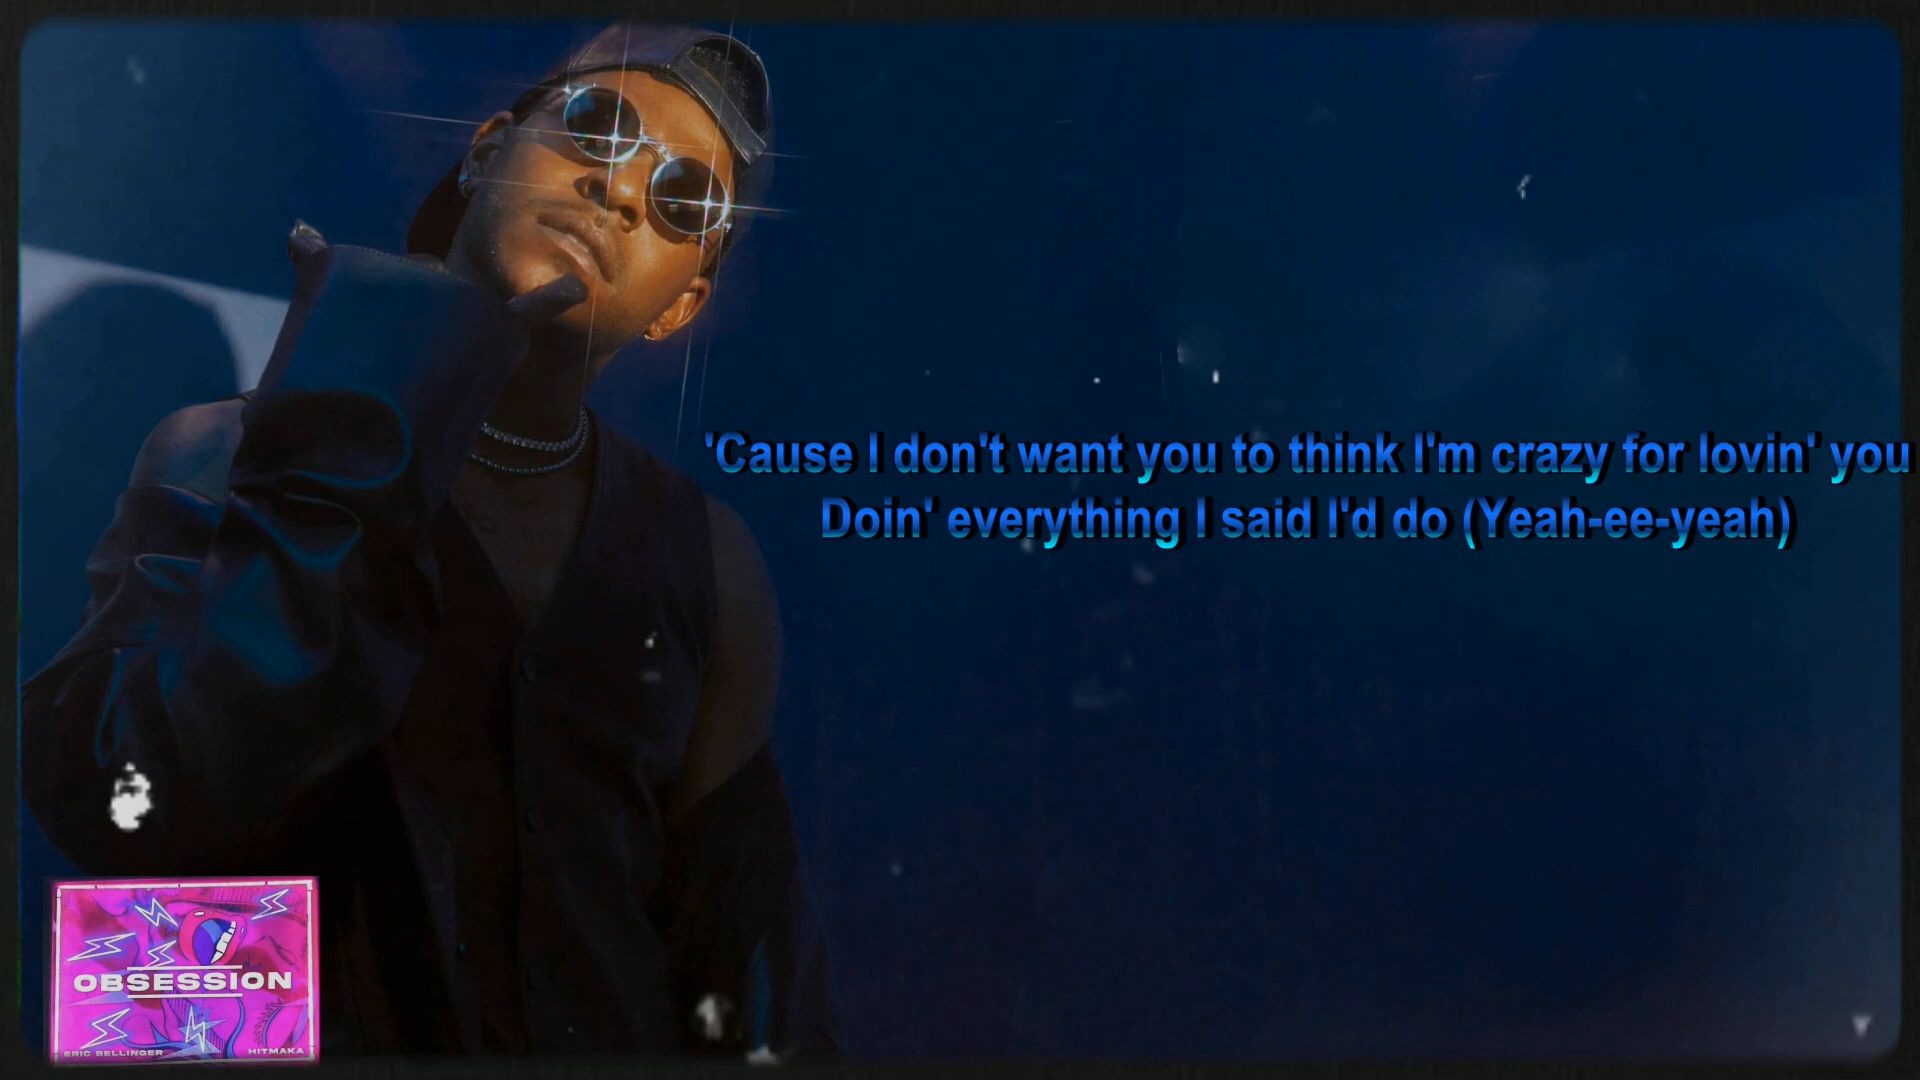 'Cause I don't want you to think I'm crazy for lovin' you
Doin' everything I said I'd do (Yeah-ee-yeah)
OBSESSION
ERIC BELLINGER
HITMAKA